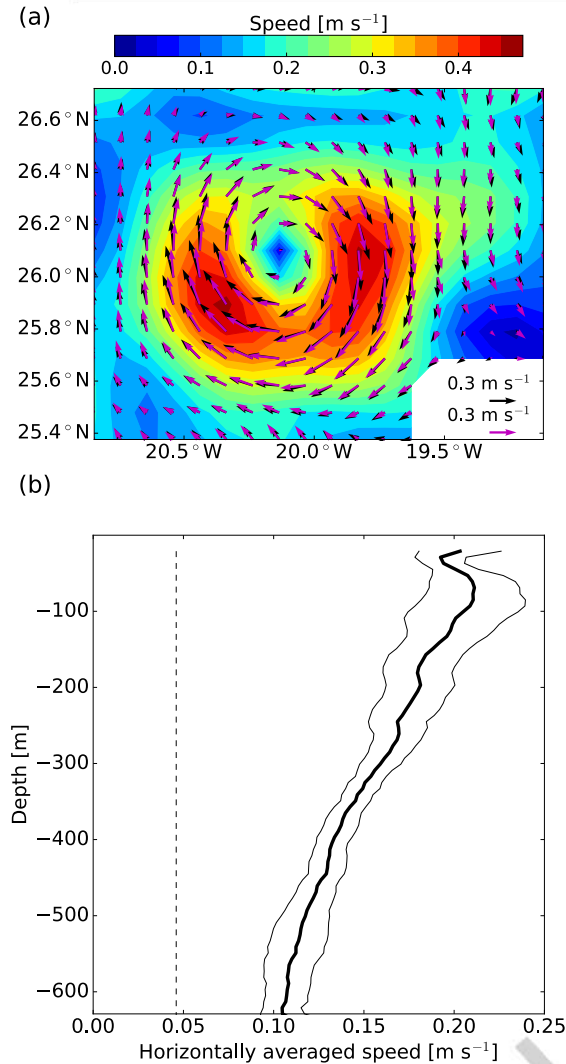 (a)
Speed [m s⁻¹]
0.0 0.1 0.2 0.3 0.4
26.6°N
26.4°N
26.2°N
26.0°N
25.8°N
25.6°N
25.4°N
0.3 m s⁻¹
0.3 m s⁻¹
20.5°W 20.0°W 19.5°W
(b)
Depth [m]
−100
−200
−300
−400
−500
−600
0.00 0.05 0.10 0.15 0.20 0.25
Horizontally averaged speed [m s⁻¹]